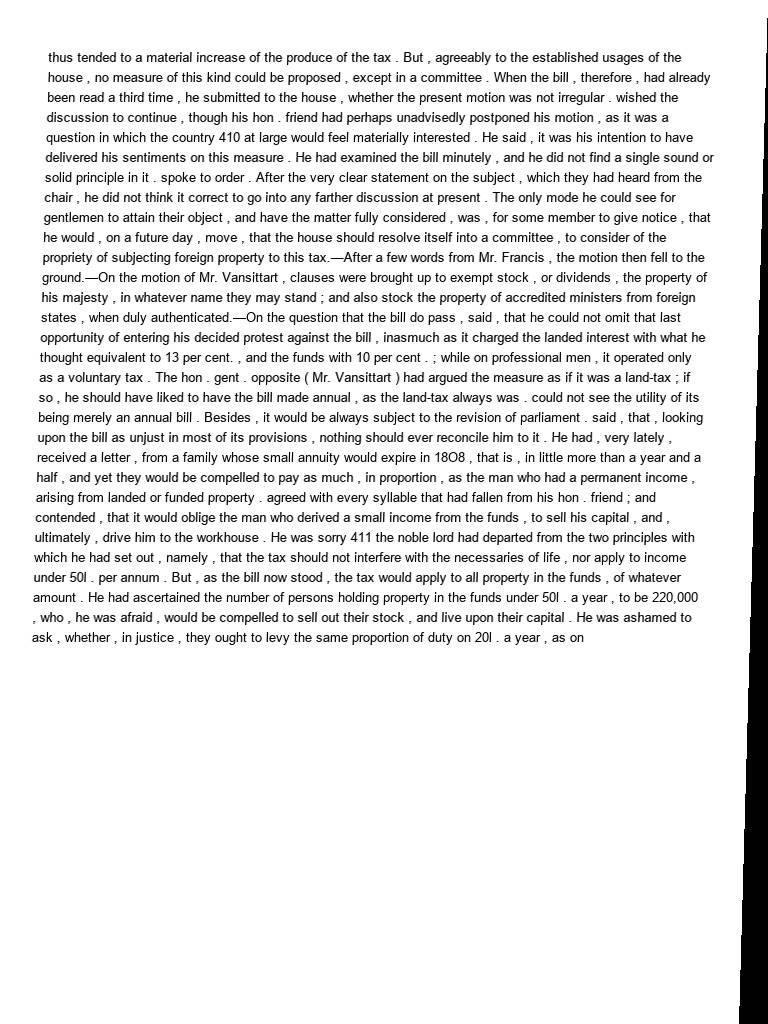 thus tended to a material increase of the produce of the tax . But , agreeably to the established usages of the
house , no measure of this kind could be proposed , except in a committee . When the bill , therefore , had already
been read a third time , he submitted to the house , whether the present motion was not irregular . wished the
discussion to continue , though his hon . friend had perhaps unadvisedly postponed his motion , as it was a
question in which the country 410 at large would feel materially interested . He said , it was his intention to have
delivered his sentiments on this measure . He had examined the bill minutely , and he did not find a single sound or
solid principle in it . spoke to order . After the very clear statement on the subject , which they had heard from the
chair , he did not think it correct to go into any farther discussion at present . The only mode he could see for
gentlemen to attain their object , and have the matter fully considered , was , for some member to give notice , that
he would , on a future day , move , that the house should resolve itself into a committee , to consider of the
propriety of subjecting foreign property to this tax.—After a few words from Mr. Francis , the motion then fell to the
ground.—On the motion of Mr. Vansittart , clauses were brought up to exempt stock , or dividends , the property of
his majesty , in whatever name they may stand ; and also stock the property of accredited ministers from foreign
states , when duly authenticated.—On the question that the bill do pass , said , that he could not omit that last
opportunity of entering his decided protest against the bill , inasmuch as it charged the landed interest with what he
thought equivalent to 13 per cent. , and the funds with 10 per cent . ; while on professional men , it operated only
as a voluntary tax . The hon . gent . opposite ( Mr. Vansittart ) had argued the measure as if it was a land-tax ; if
so , he should have liked to have the bill made annual , as the land-tax always was . could not see the utility of its
being merely an annual bill . Besides , it would be always subject to the revision of parliament . said , that , looking
upon the bill as unjust in most of its provisions , nothing should ever reconcile him to it . He had , very lately ,
received a letter , from a family whose small annuity would expire in 18O8 , that is , in little more than a year and a
half , and yet they would be compelled to pay as much , in proportion , as the man who had a permanent income ,
arising from landed or funded property . agreed with every syllable that had fallen from his hon . friend ; and
contended , that it would oblige the man who derived a small income from the funds , to sell his capital , and ,
ultimately , drive him to the workhouse . He was sorry 411 the noble lord had departed from the two principles with
which he had set out , namely , that the tax should not interfere with the necessaries of life , nor apply to income
under 50l . per annum . But , as the bill now stood , the tax would apply to all property in the funds , of whatever
amount . He had ascertained the number of persons holding property in the funds under 50l . a year , to be 220,000
, who , he was afraid , would be compelled to sell out their stock , and live upon their capital . He was ashamed to
ask , whether , in justice , they ought to levy the same proportion of duty on 20l . a year , as on